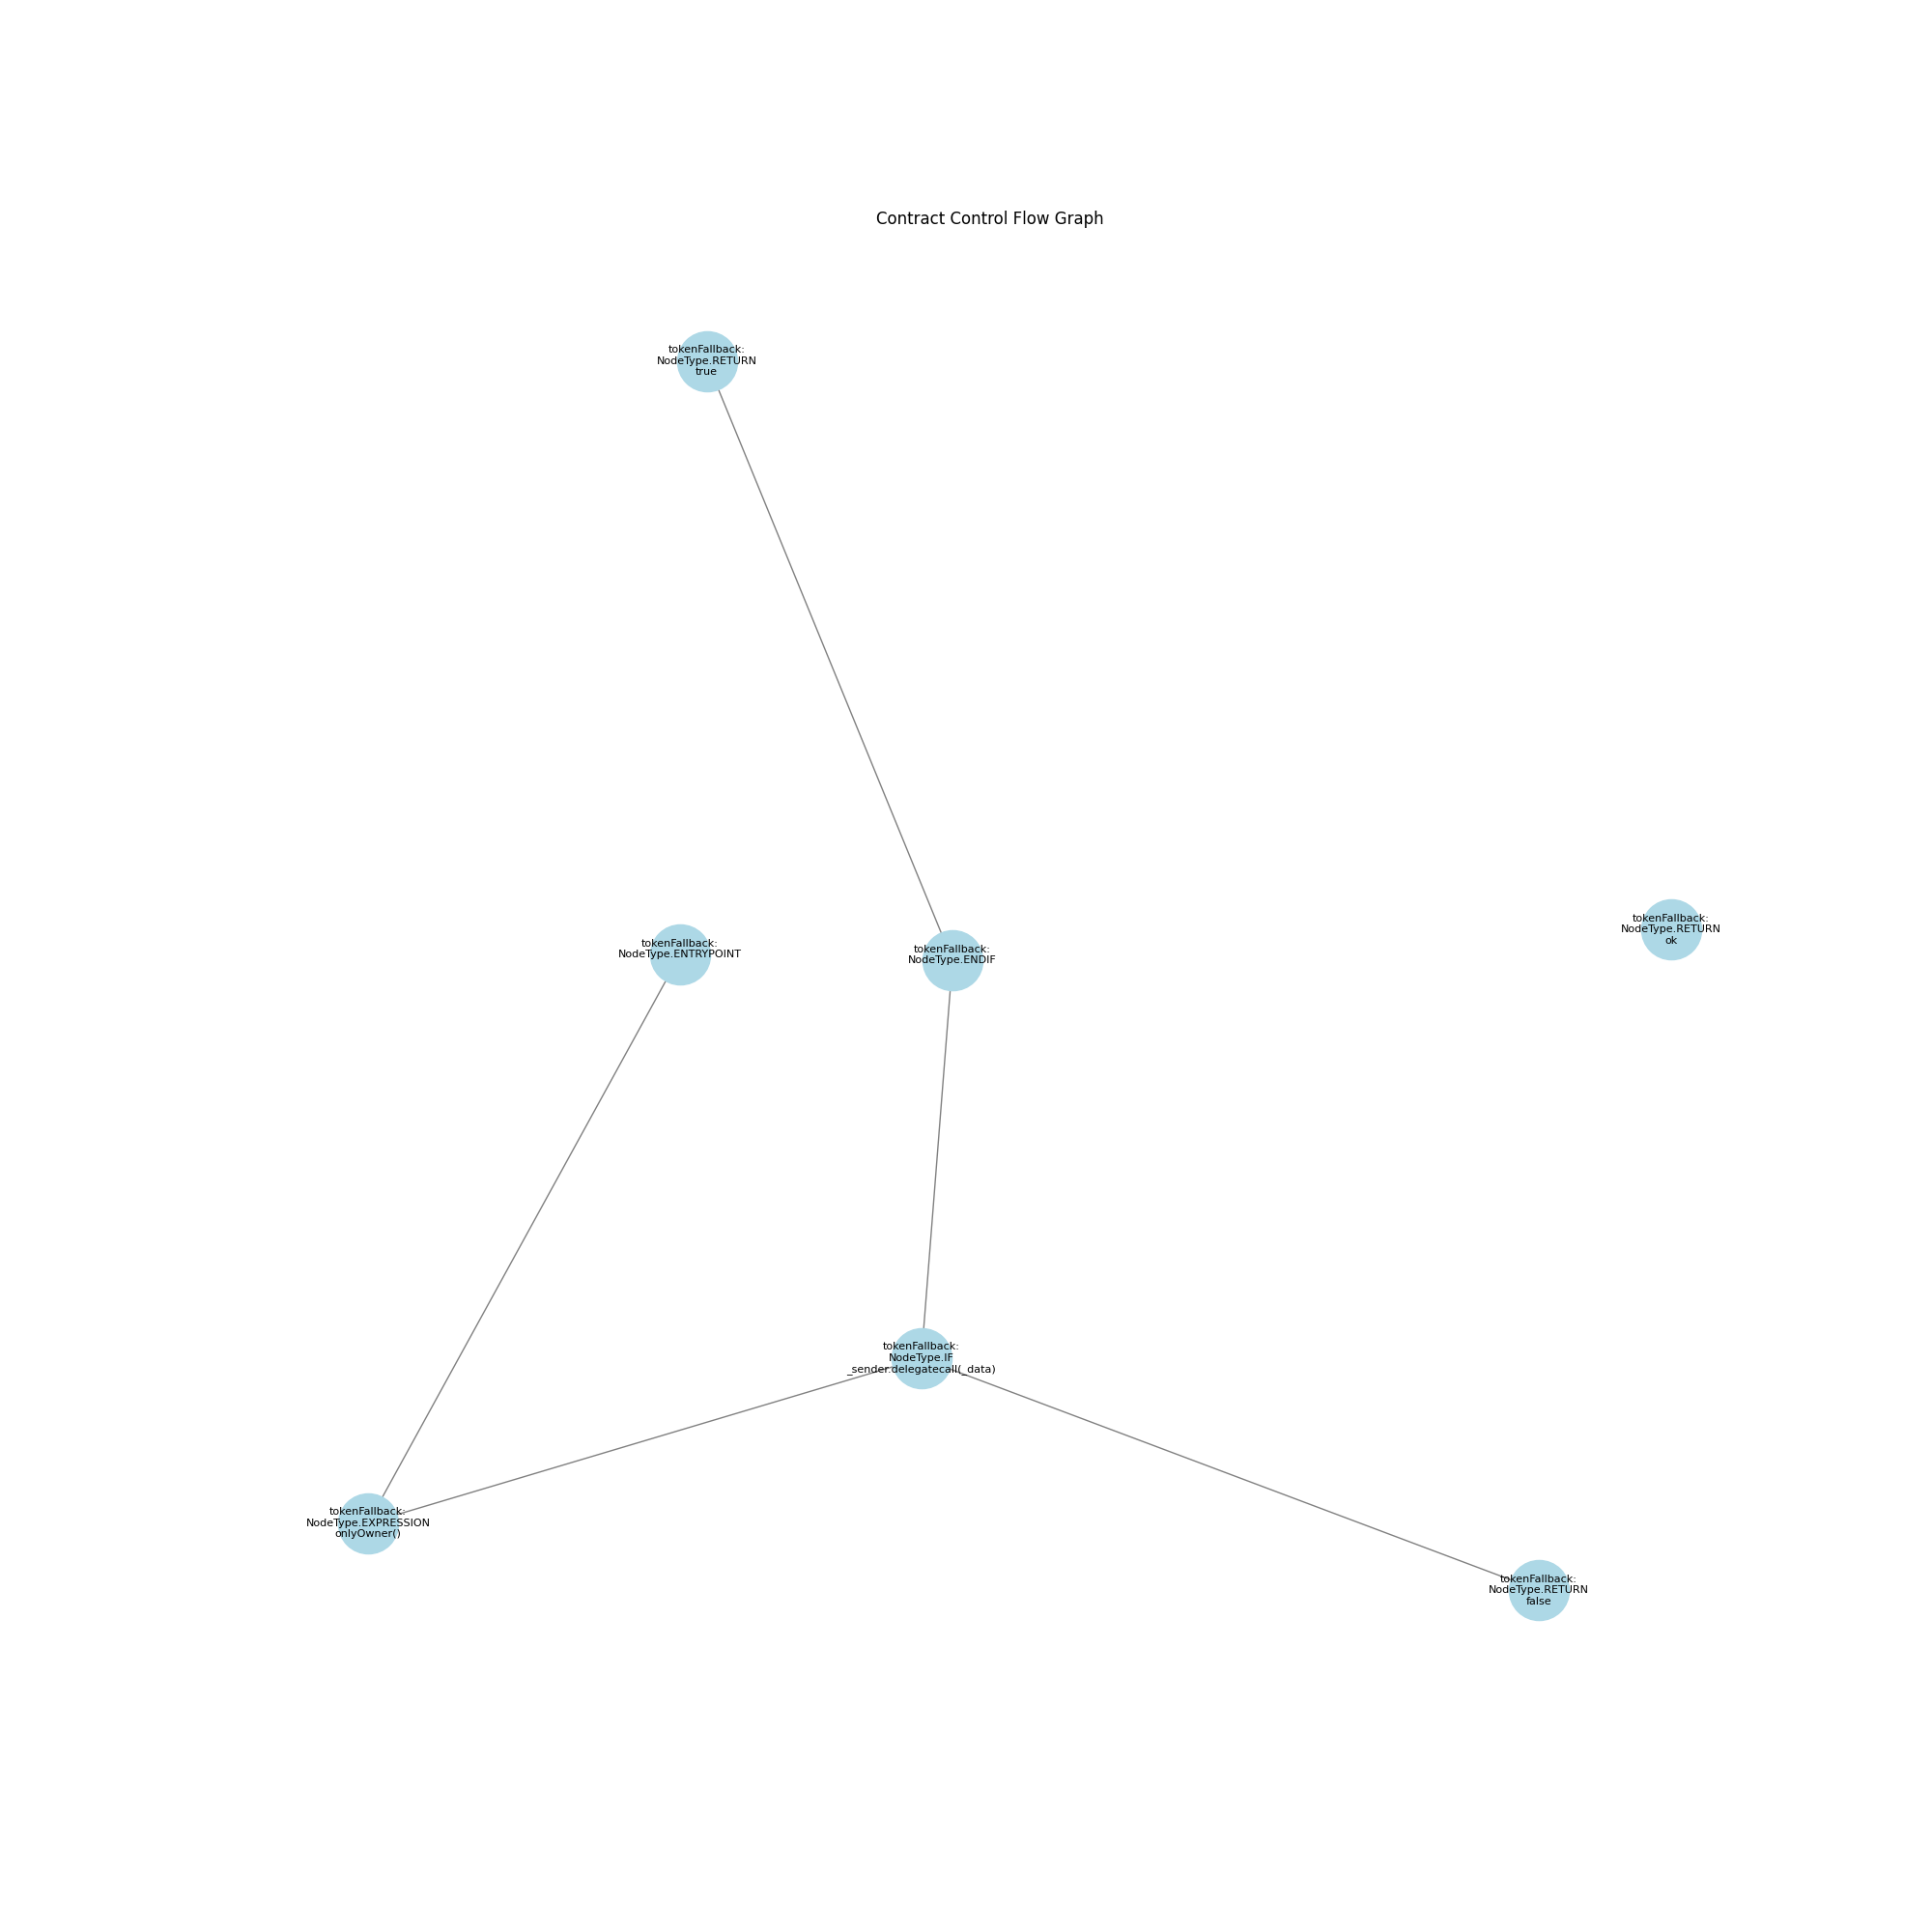 Contract Control Flow Graph
tokenFallback:
NodeType.RETURN
true
tokenFallback:
NodeType.RETURN
ok
tokenFallback:
NodeType.ENTRYPOINT
tokenFallback:
NodeType.ENDIF
tokenFallback:
NodeType.IF
_sender.delegatecall(_data)
tokenFallback:
NodeType.EXPRESSION
onlyOwner()
tokenFallback:
NodeType.RETURN
false